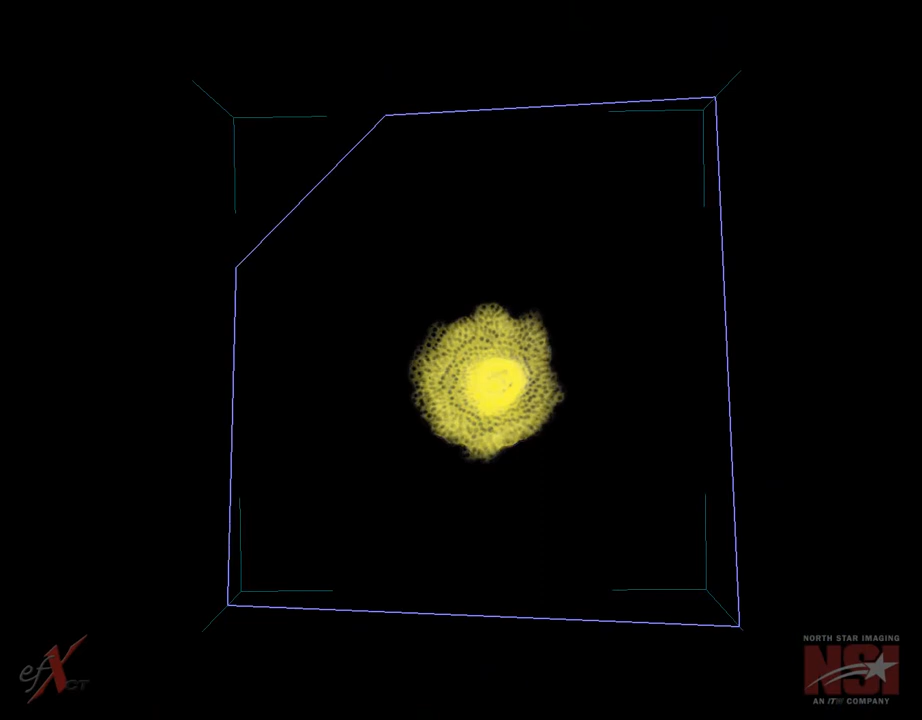 efX CT
NORTH STAR IMAGING
NSI
AN ITW COMPANY